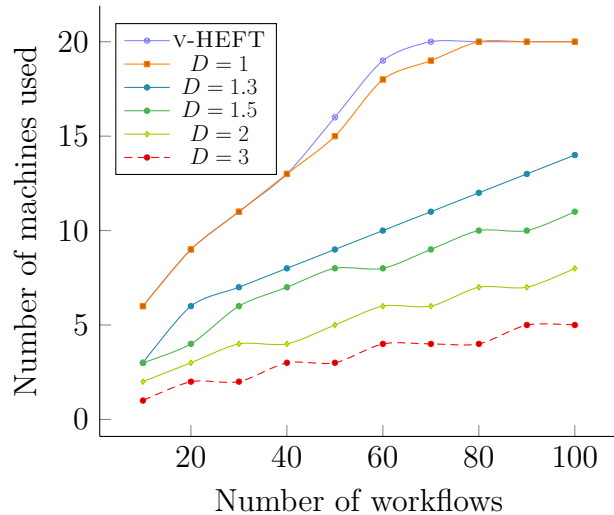 20
15
10
5
0
Number of machines used
v-HEFT
D = 1
D = 1.3
D = 1.5
D = 2
D = 3
20 40 60 80 100
Number of workflows